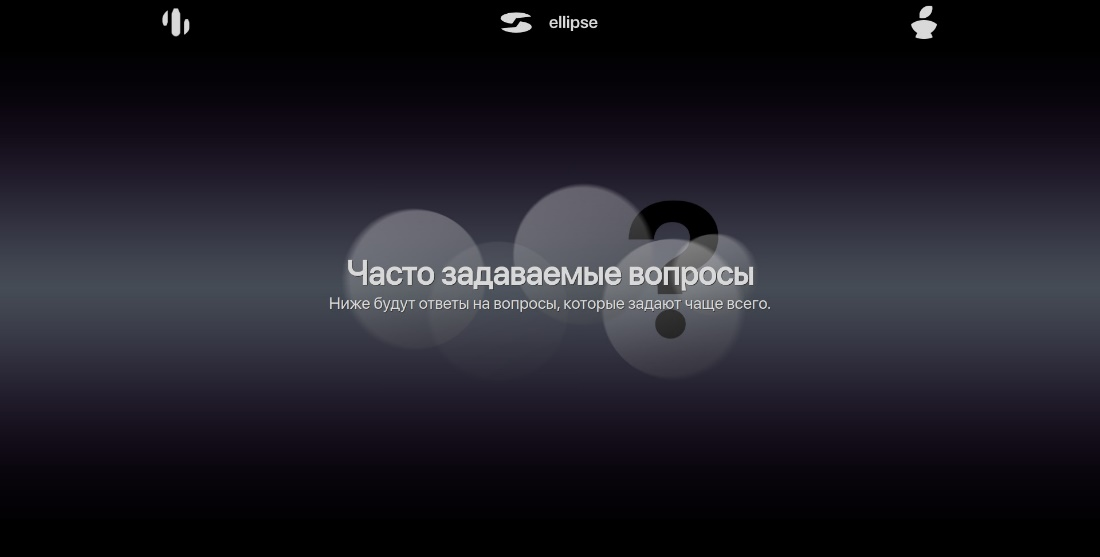 ellipse
?
Часто задаваемые вопросы
Ниже будут ответы на вопросы, которые задают чаще всего.